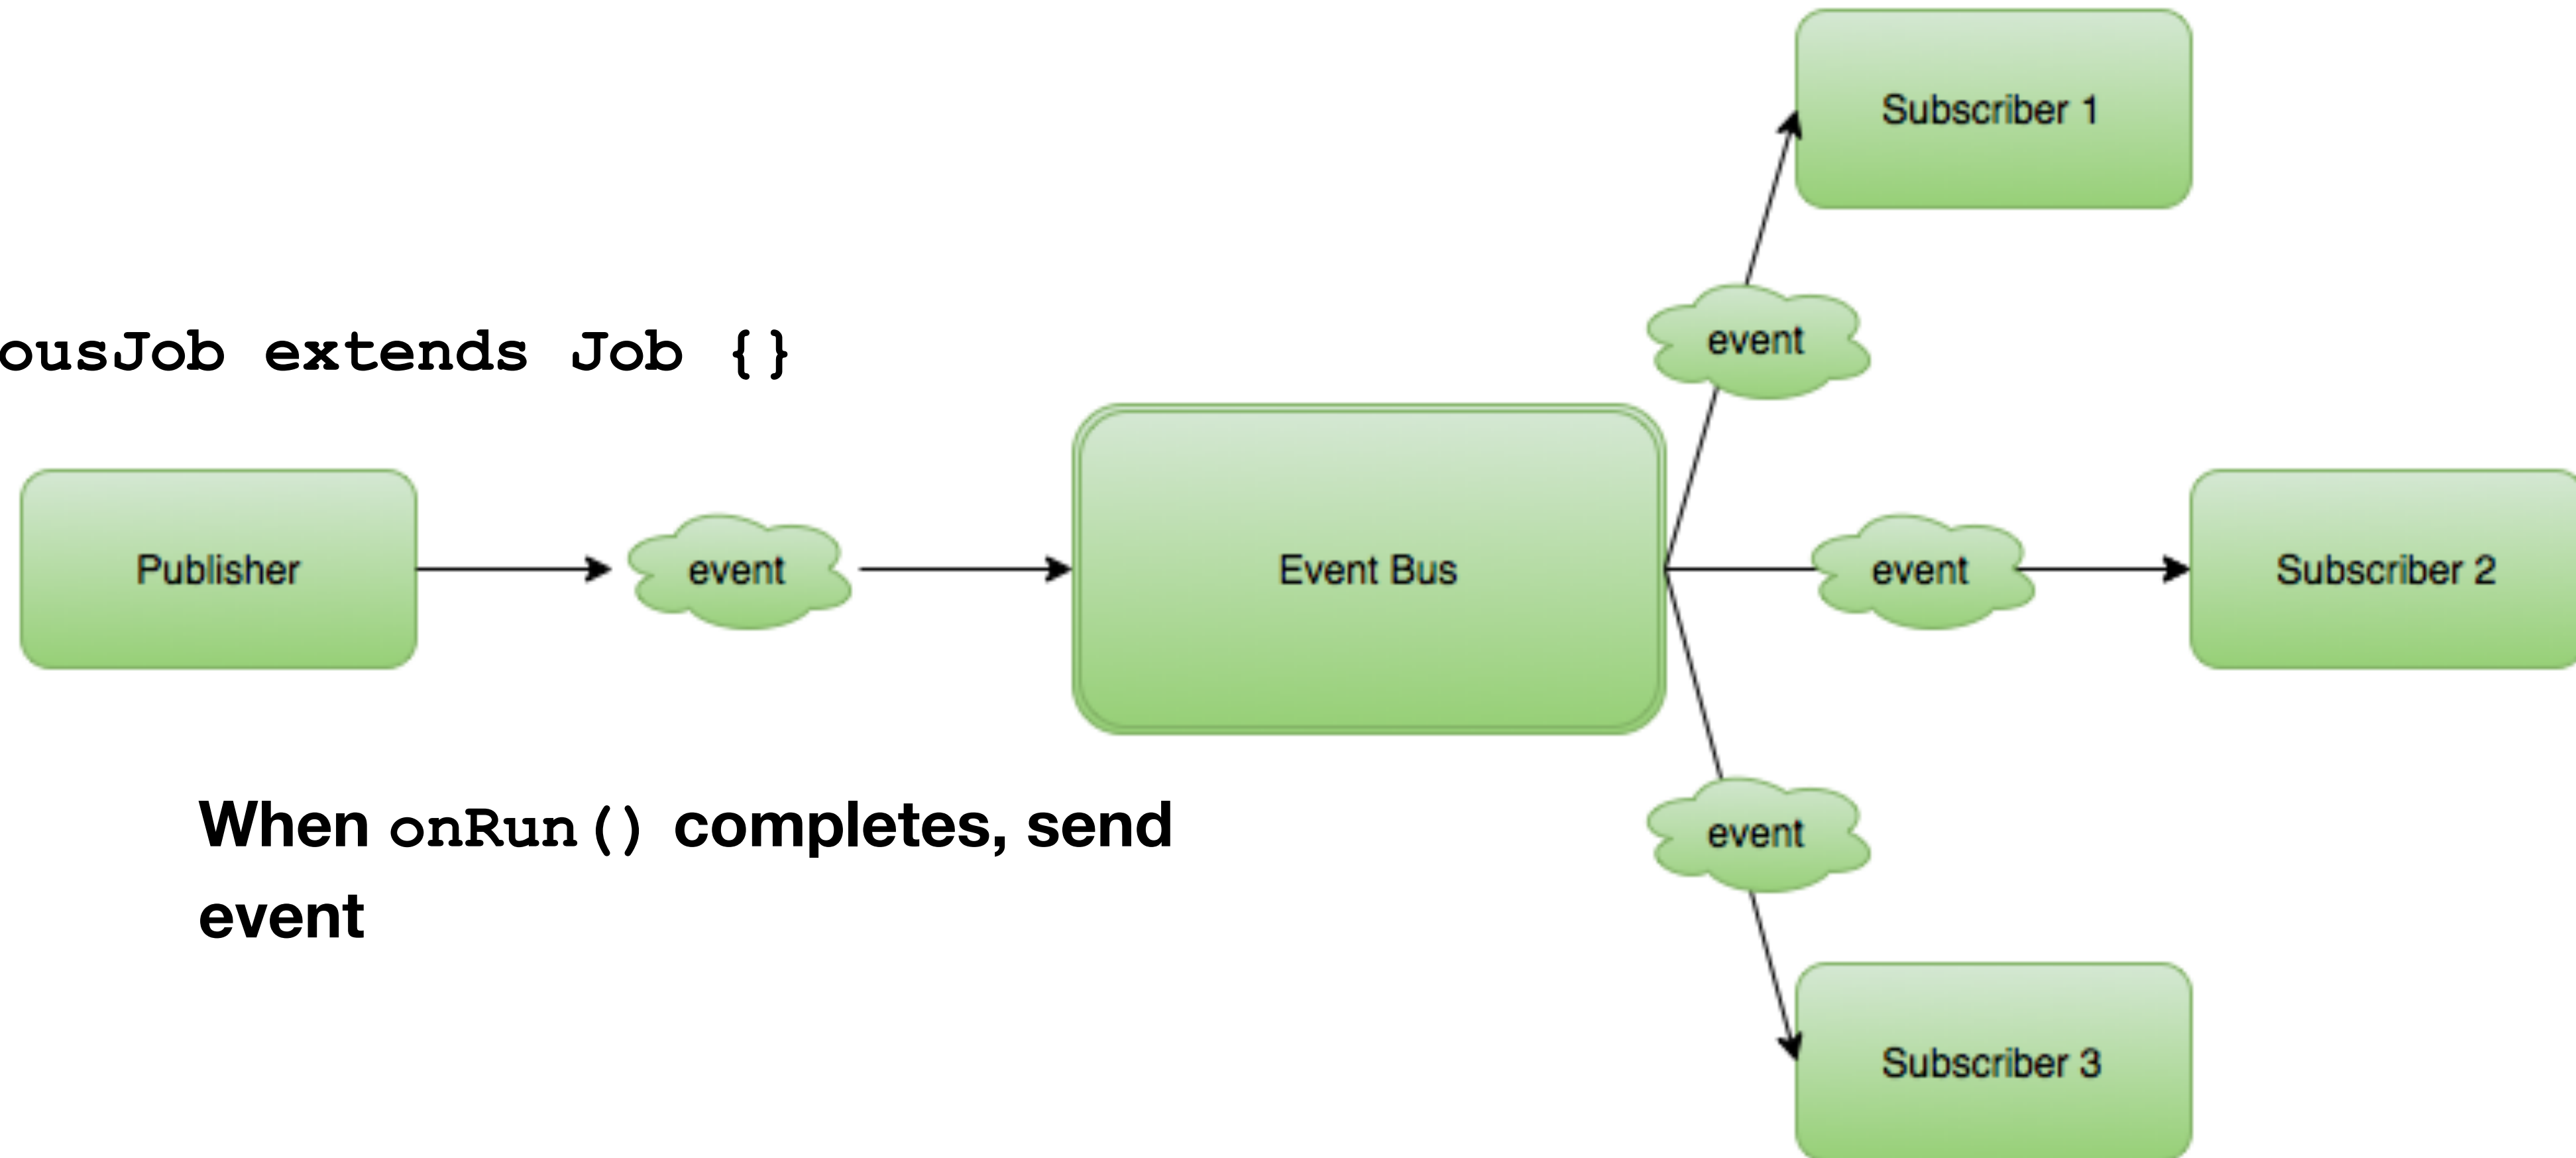 Subscriber 1
event
ousJob extends Job {}
Publisher
event
Event Bus
event
Subscriber 2
When onRun() completes, send
event
event
Subscriber 3